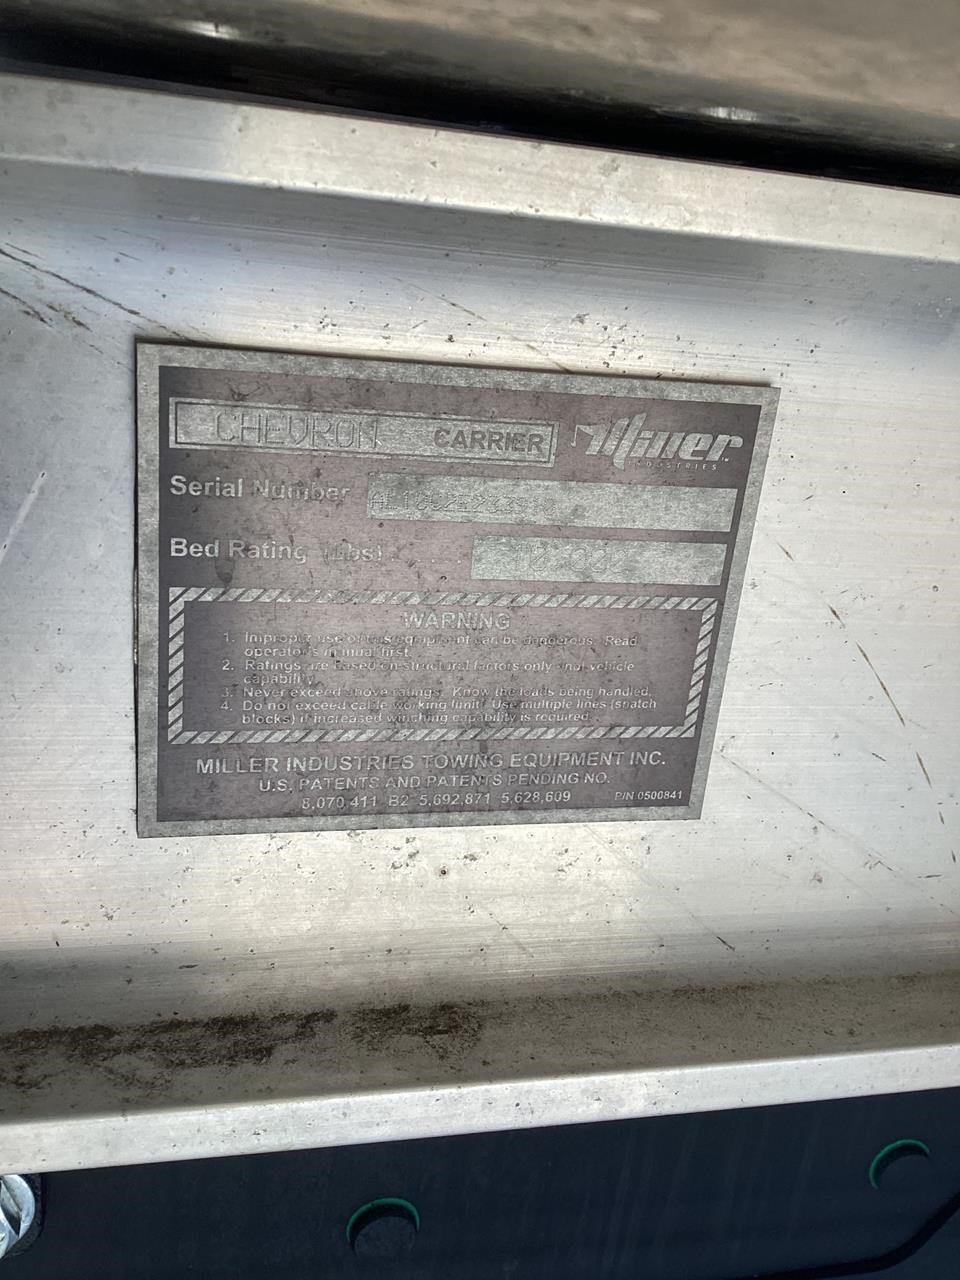 CHEVRON CARRIER
Miller
INDUSTRIES
Serial Number
Bed Rating (Lbs)
WARNING
1. Improper use of this equipment can be dangerous. Read
operator's manual first.
2. Ratings are based on structural factors only, not vehicle
capability.
3. Never exceed above ratings. Know the loads being handled.
4. Do not exceed cable working limit. Use multiple lines (snatch
blocks) if increased winching capability is required.
MILLER INDUSTRIES TOWING EQUIPMENT INC.
U.S. PATENTS AND PATENTS PENDING NO.
8,070,411 B2 5,692,871 5,628,609
P/N 0500841